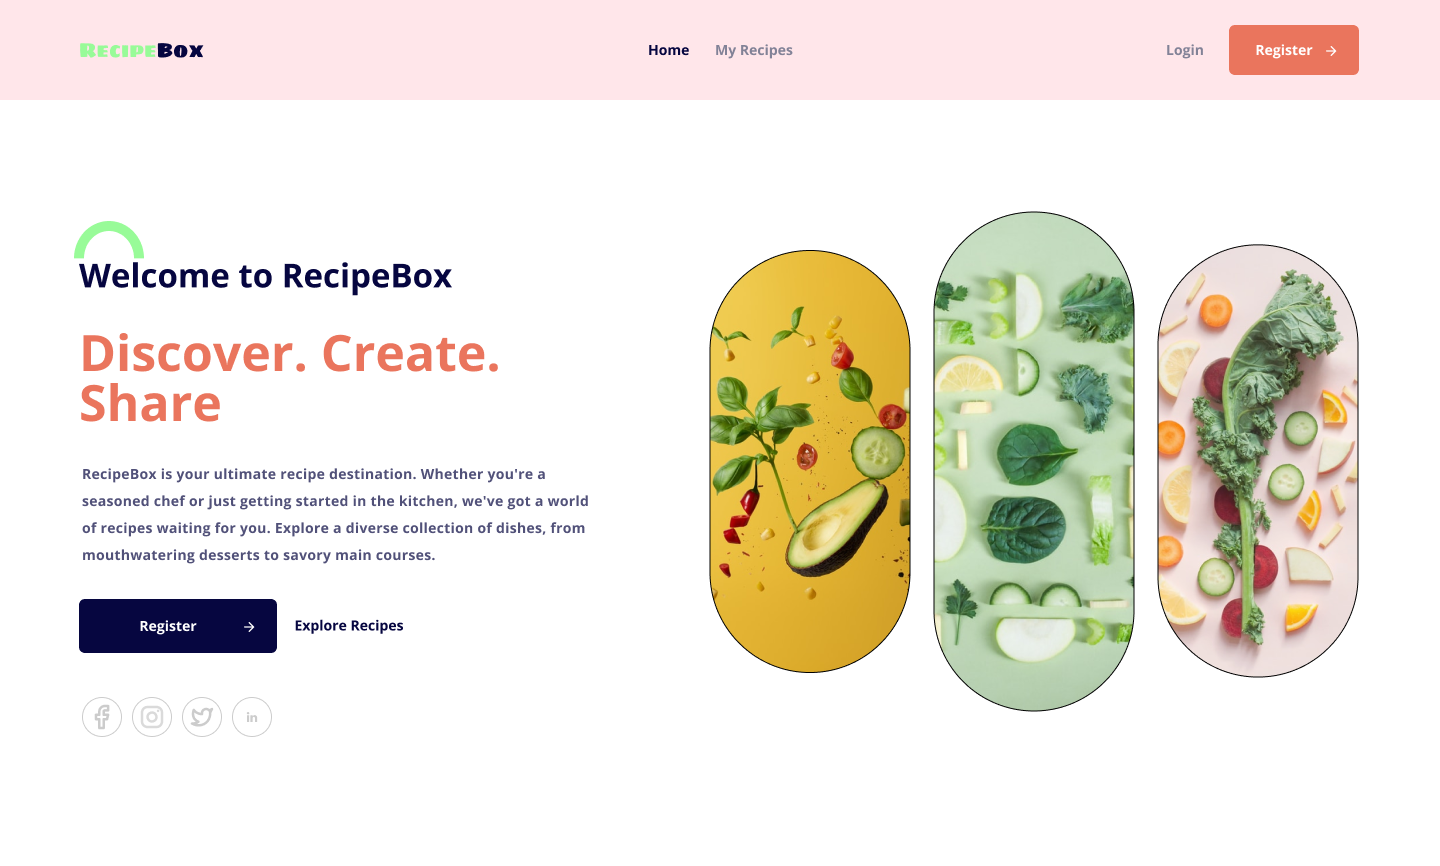 RecipeBox
Home
My Recipes
Login
Register
Welcome to RecipeBox
Discover. Create.
Share
RecipeBox is your ultimate recipe destination. Whether you're a
seasoned chef or just getting started in the kitchen, we've got a world
of recipes waiting for you. Explore a diverse collection of dishes, from
mouthwatering desserts to savory main courses.
Register
Explore Recipes
in